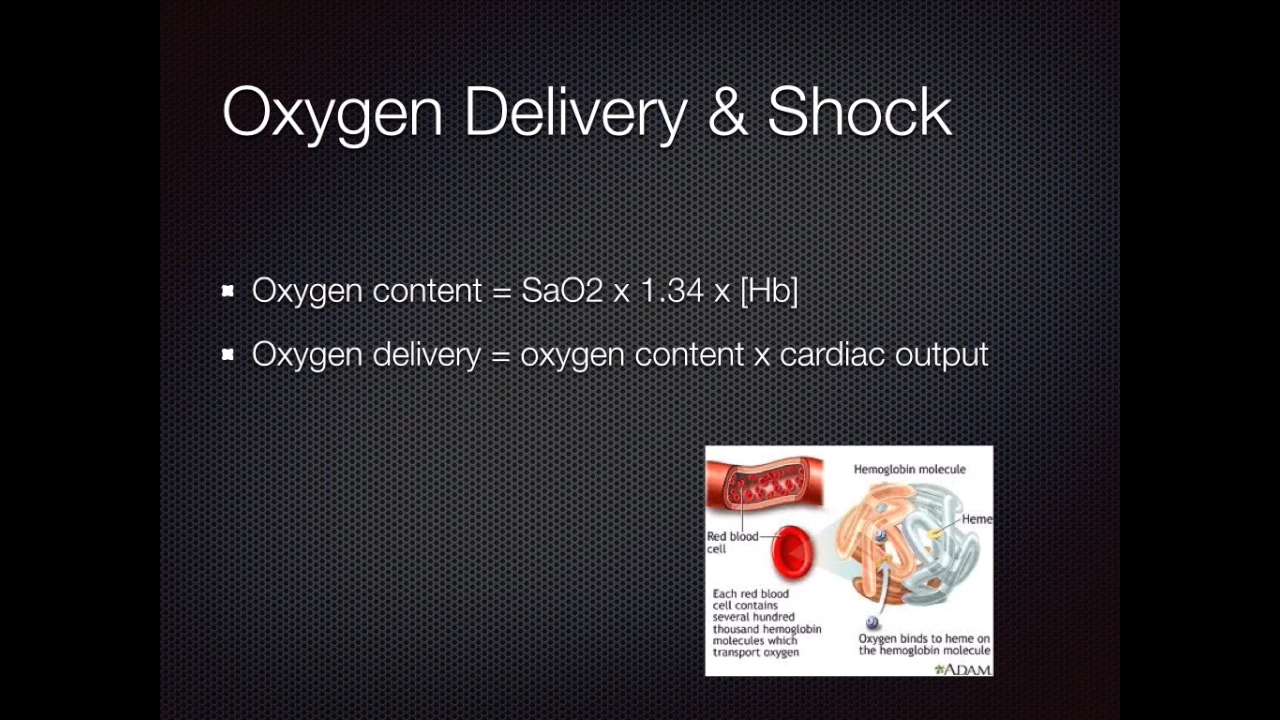 Oxygen Delivery & Shock
Oxygen content = SaO2 x 1.34 x [Hb]
Oxygen delivery = oxygen content x cardiac output
Hemoglobin molecule
Heme
Red blood
cell
Each red blood
cell contains
several hundred
thousand hemoglobin
molecules which
transport oxygen
Oxygen binds to heme on
the hemoglobin molecule
ADAM